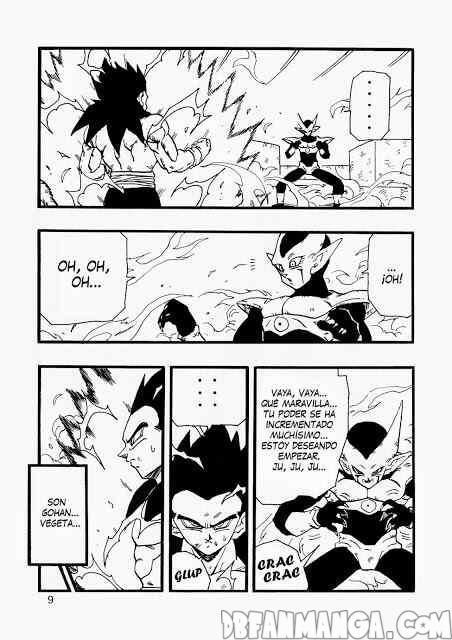 ......
OH, OH,
OH...
...
¡OH!
SON
GOHAN...
VEGETA...
......
GLUP
VAYA, VAYA...
QUÉ MARAVILLA...
TU PODER SE HA
INCREMENTADO
MUCHÍSIMO...
ESTOY DESEANDO
EMPEZAR.
JU, JU, JU...
CRAC
CRAC
9
DBFANMANGA.COM